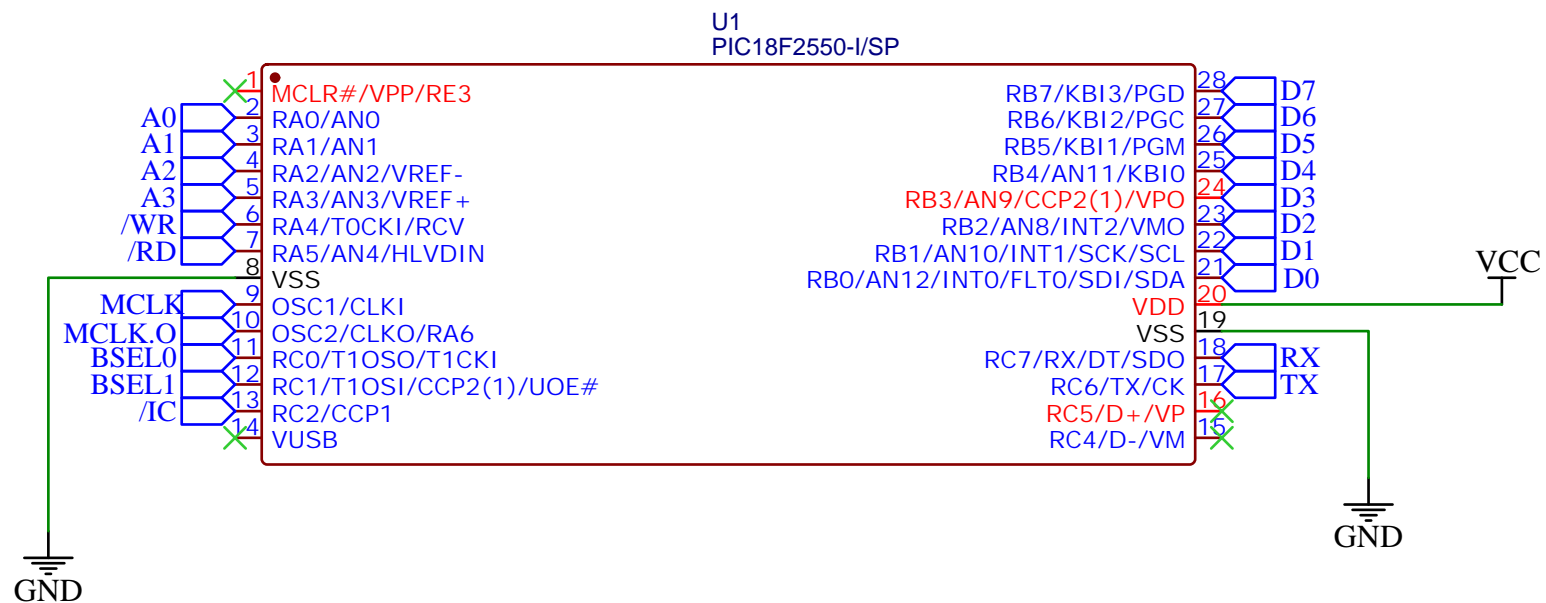 U1
PIC18F2550-I/SP
1 MCLR#/VPP/RE3
A0 2 RA0/AN0
A1 3 RA1/AN1
A2 4 RA2/AN2/VREF-
A3 5 RA3/AN3/VREF+
/WR 6 RA4/T0CKI/RCV
/RD 7 RA5/AN4/HLVDIN
8 VSS
MCLK 9 OSC1/CLKI
MCLK.O 10 OSC2/CLKO/RA6
BSEL0 11 RC0/T1OSO/T1CKI
BSEL1 12 RC1/T1OSI/CCP2(1)/UOE#
/IC 13 RC2/CCP1
14 VUSB
GND
RB7/KBI3/PGD 28 D7
RB6/KBI2/PGC 27 D6
RB5/KBI1/PGM 26 D5
RB4/AN11/KBI0 25 D4
RB3/AN9/CCP2(1)/VPO 24 D3
RB2/AN8/INT2/VMO 23 D2
RB1/AN10/INT1/SCK/SCL 22 D1
RB0/AN12/INT0/FLT0/SDI/SDA 21 D0
VDD 20
VCC
VSS 19
RC7/RX/DT/SDO 18 RX
RC6/TX/CK 17 TX
RC5/D+/VP 16
RC4/D-/VM 15
GND